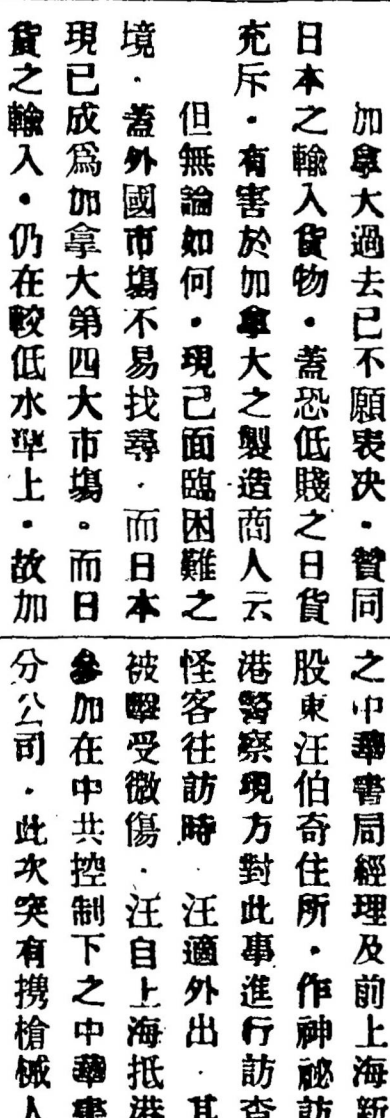 加拿大過去已不願表决・贊同
日本之輸入貨物・蓋恐低賤之日貨
充斥・有害於加拿大之製造商人云
但無論如何・現已面臨困難之
境・蓋外國市塲不易找尋・而日本
現已成爲加拿大第四大市塲。而日
貨之輸入・仍在較低水準上・故加
之中華書局經理及前上海新
股東汪伯奇住所・作神祕訪
港警察現方對此事進行訪查
怪客往訪時・汪適外出・其
被毆受微傷・汪自上海抵港
參加在中共控制下之中華書
分公司・此次突有携槍械人